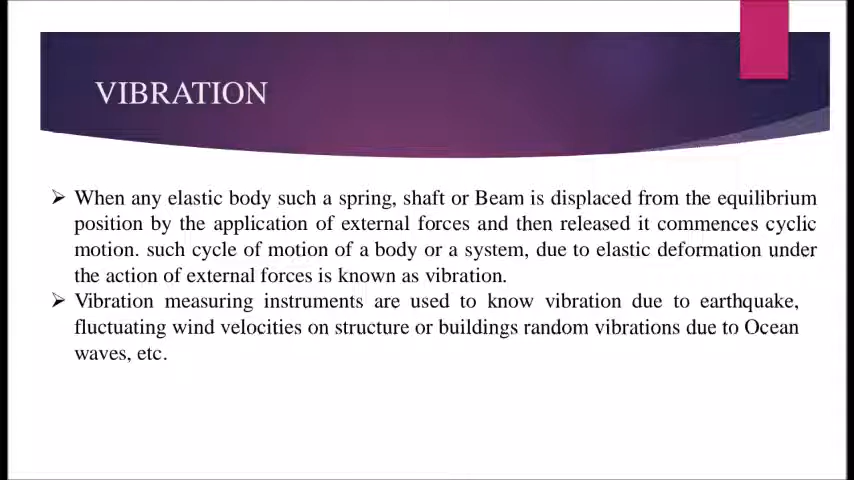 VIBRATION
➢ When any elastic body such a spring, shaft or Beam is displaced from the equilibrium
position by the application of external forces and then released it commences cyclic
motion. such cycle of motion of a body or a system, due to elastic deformation under
the action of external forces is known as vibration.
➢ Vibration measuring instruments are used to know vibration due to earthquake,
fluctuating wind velocities on structure or buildings random vibrations due to Ocean
waves, etc.